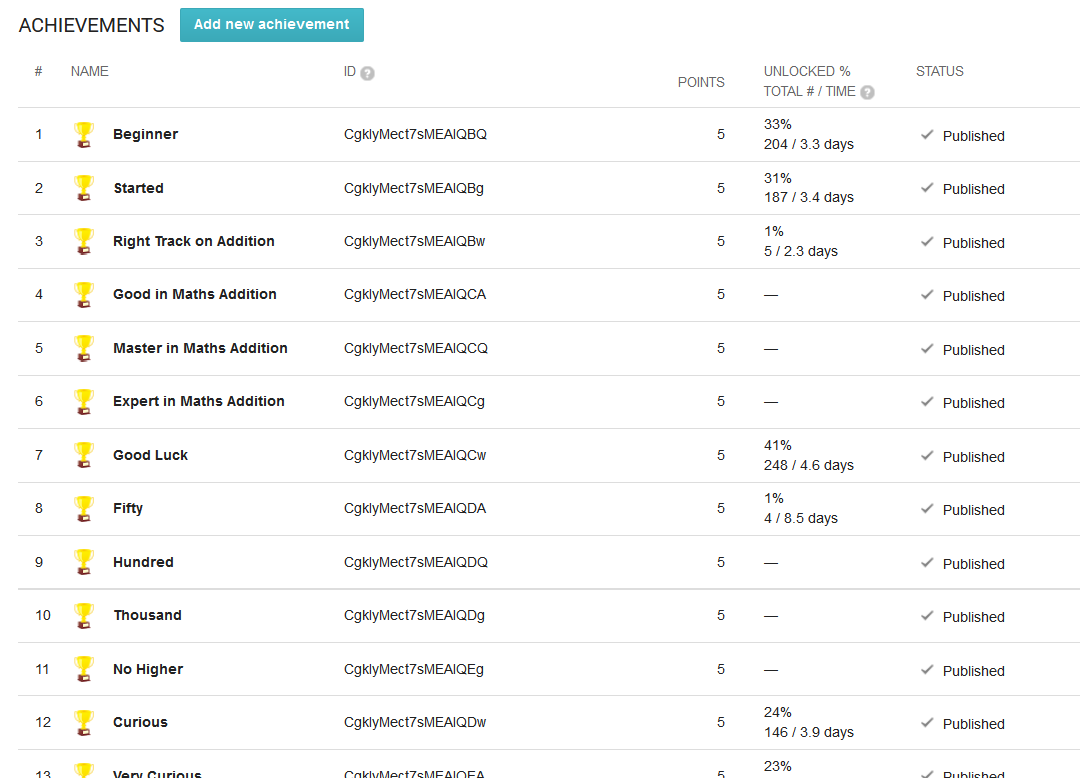 ACHIEVEMENTS Add new achievement
# NAME ID ? POINTS UNLOCKED % STATUS
TOTAL # / TIME ?
1 Beginner CgklyMect7sMEAIQBQ 5 33% Published
204 / 3.3 days
2 Started CgklyMect7sMEAIQBg 5 31% Published
187 / 3.4 days
3 Right Track on Addition CgklyMect7sMEAIQBw 5 1% Published
5 / 2.3 days
4 Good in Maths Addition CgklyMect7sMEAIQCA 5 — Published
5 Master in Maths Addition CgklyMect7sMEAIQCQ 5 — Published
6 Expert in Maths Addition CgklyMect7sMEAIQCg 5 — Published
7 Good Luck CgklyMect7sMEAIQCw 5 41% Published
248 / 4.6 days
8 Fifty CgklyMect7sMEAIQDA 5 1% Published
4 / 8.5 days
9 Hundred CgklyMect7sMEAIQDQ 5 — Published
10 Thousand CgklyMect7sMEAIQDg 5 — Published
11 No Higher CgklyMect7sMEAIQEg 5 — Published
12 Curious CgklyMect7sMEAIQDw 5 24% Published
146 / 3.9 days
13 Very Curious CgklyMect7sMEAIQEA 5 23% Published